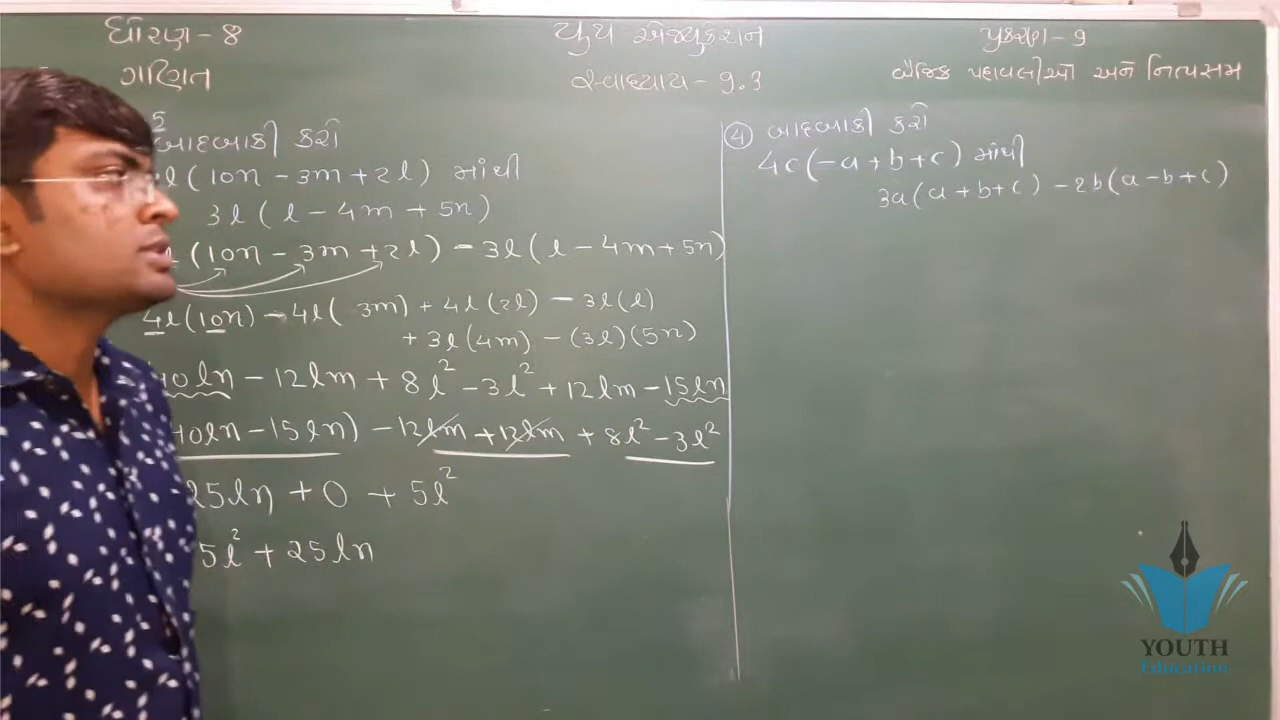 ધોરણ - 8
યુથ એજ્યુકેશન
પ્રકરણ - 9
ગણિત
સ્વાધ્યાય - 9.3
બૈજિક પદાવલીઓ અને નિત્યસમ
5
બાદબાકી કરો
l (10n - 3m + 2l) માંથી
3l (l - 4m + 5n)
(10n - 3m + 2l) - 3l (l - 4m + 5n)
4l (10n) - 4l ( 3m) + 4l (2l) - 3l (l)
+ 3l (4m) - (3l) (5n)
40ln - 12lm + 8l² - 3l² + 12lm - 15ln
40ln - 15ln) - 12lm + 12lm + 8l² - 3l²
25ln + 0 + 5l²
5l² + 25ln
4 બાદબાકી કરો
4c (-a + b + c) માંથી
3a (a + b + c) - 2b (a - b + c)
YOUTH
Education